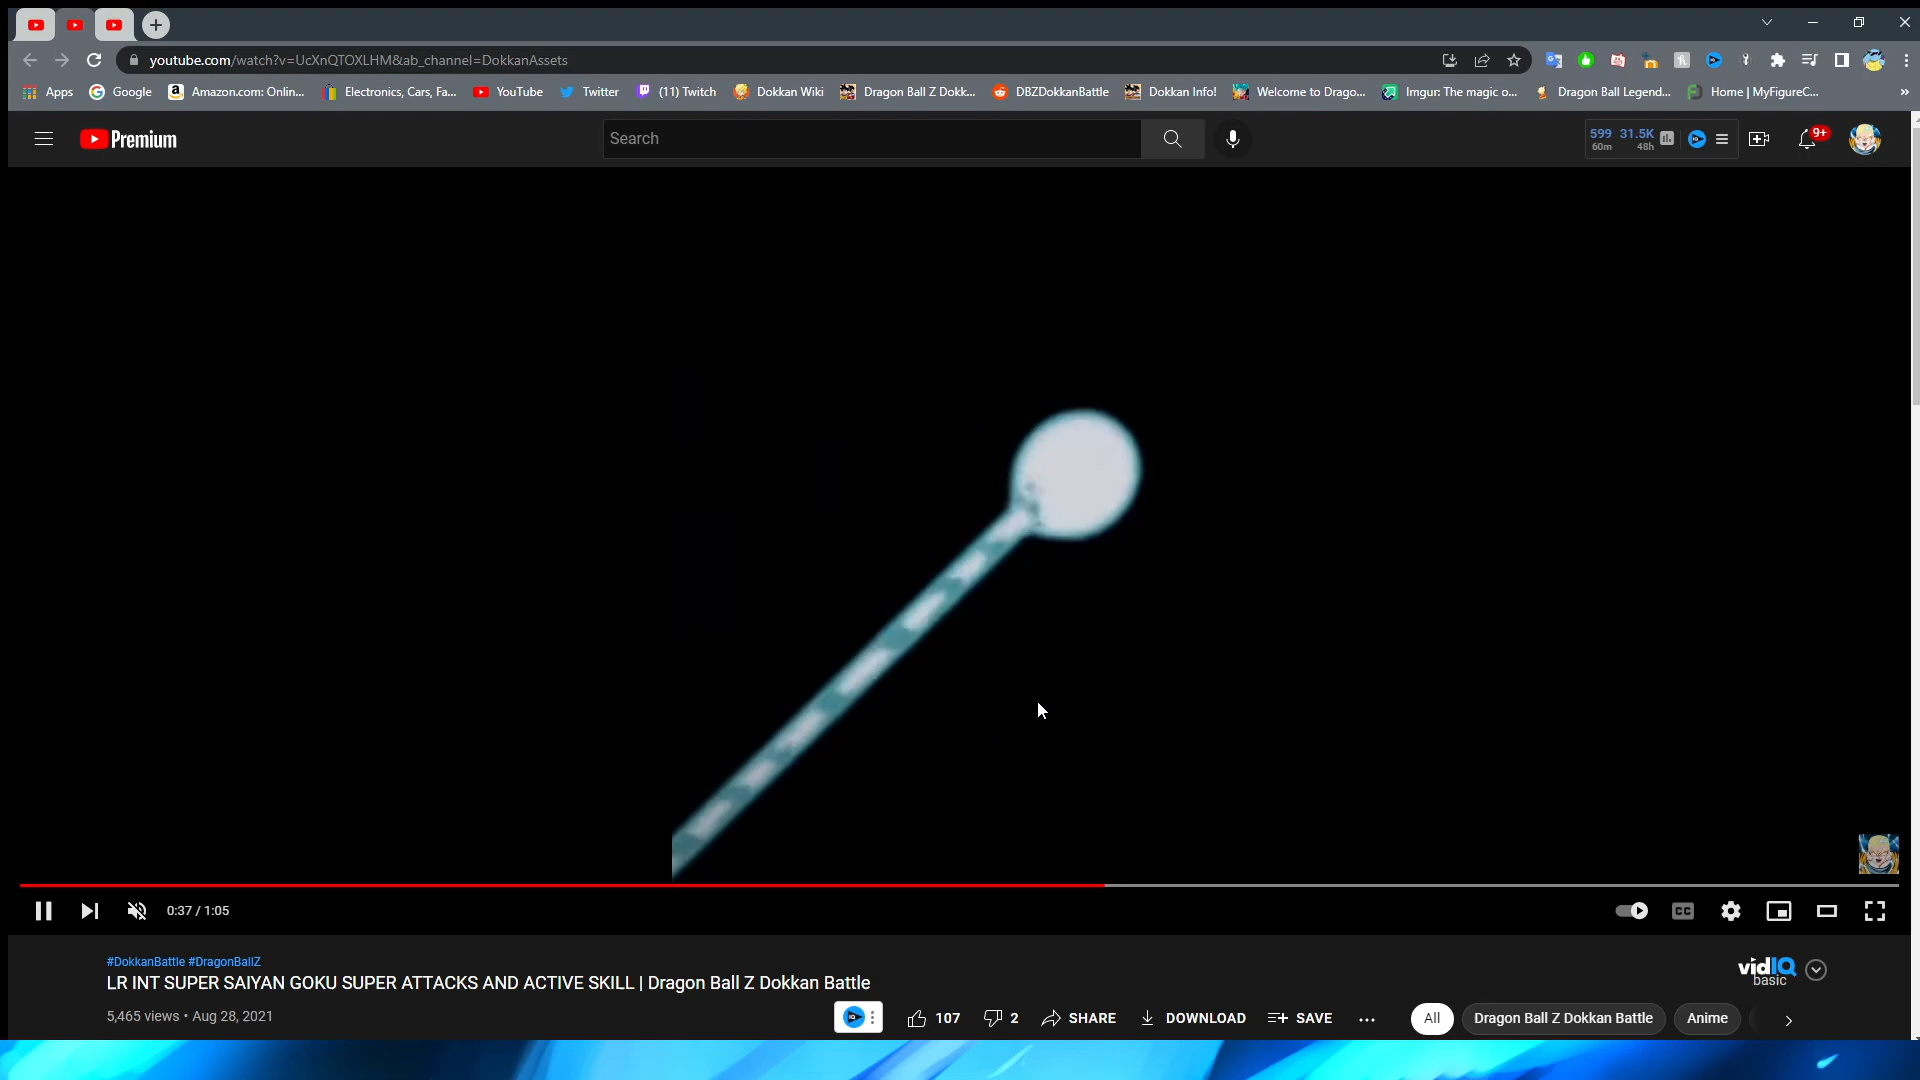 youtube.com/watch?v=UcXnQTOXLHM&ab_channel=DokkanAssets
Apps Google Amazon.com: Onlin... Electronics, Cars, Fa... YouTube Twitter (11) Twitch Dokkan Wiki Dragon Ball Z Dokk... DBZDokkanBattle Dokkan Info! Welcome to Drago... Imgur: The magic o... Dragon Ball Legend... Home | MyFigureC... »
Premium Search 599 31.5K 9+
60m 48h
0:37 / 1:05 CC
#DokkanBattle #DragonBallZ
LR INT SUPER SAIYAN GOKU SUPER ATTACKS AND ACTIVE SKILL | Dragon Ball Z Dokkan Battle
vidIQ
basic
5,465 views • Aug 28, 2021 107 2 SHARE DOWNLOAD SAVE ... All Dragon Ball Z Dokkan Battle Anime